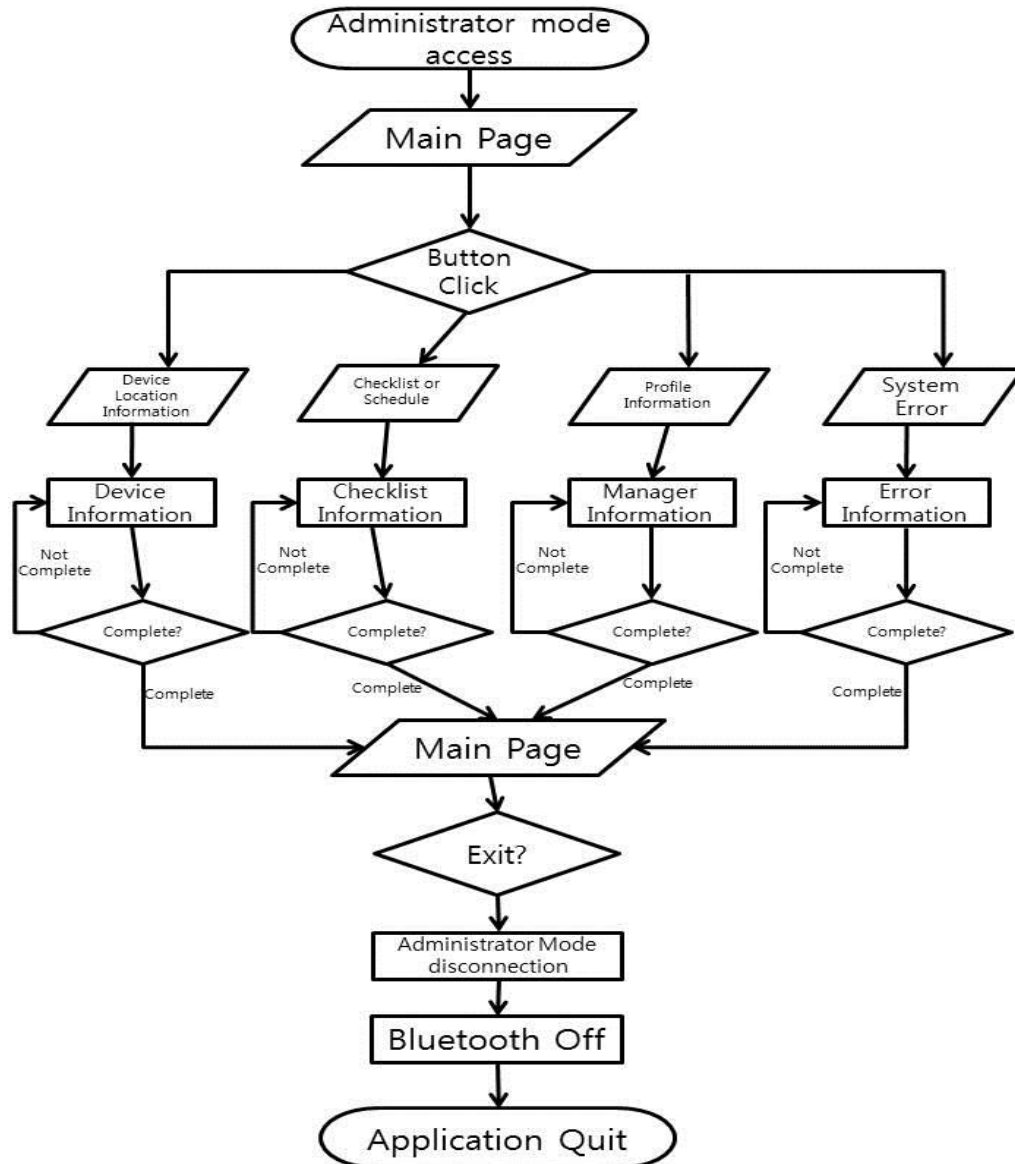 Administrator mode
access
Main Page
Button
Click
Device
Location
Information
Checklist or
Schedule
Profile
Information
System
Error
Device
Information
Checklist
Information
Manager
Information
Error
Information
Not
Complete
Not
Complete
Not
Complete
Not
Complete
Complete?
Complete?
Complete?
Complete?
Complete
Complete
Complete
Complete
Main Page
Exit?
Administrator Mode
disconnection
Bluetooth Off
Application Quit